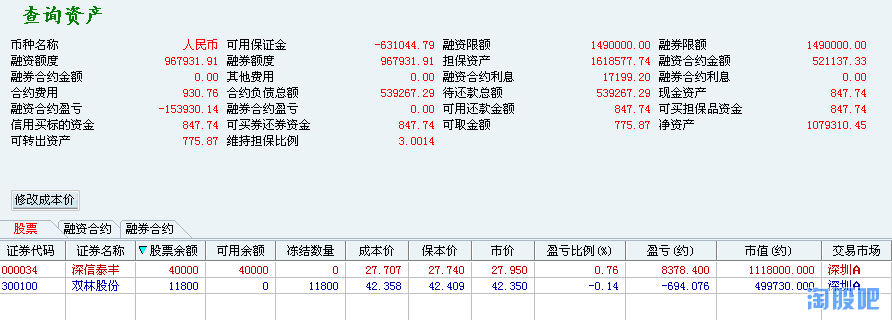 查询资产
币种名称 人民币 可用保证金 -631044.79 融资限额 1490000.00 融券限额 1490000.00
融资额度 967931.91 融券额度 967931.91 担保资产 1618577.74 融资合约金额 521137.33
融券合约金额 0.00 其他费用 0.00 融资合约利息 17199.20 融券合约利息 0.00
合约费用 930.76 合约负债总额 539267.29 待还款总额 539267.29 现金资产 847.74
融资合约盈亏 -153930.14 融券合约盈亏 0.00 可用还款金额 847.74 可买担保品资金 847.74
信用买标的资金 847.74 可买券还券资金 847.74 可取金额 775.87 净资产 1079310.45
可转出资产 775.87 维持担保比例 3.0014
修改成本价
股票 融资合约 融券合约
证券代码 证券名称 股票余额 可用余额 冻结数量 成本价 保本价 市价 盈亏比例(%) 盈亏(约) 市值(约) 交易市场
000034 深信泰丰 40000 40000 0 27.707 27.740 27.950 0.76 8378.400 1118000.000 深圳A
300100 双林股份 11800 0 11800 42.358 42.409 42.350 -0.14 -694.076 499730.000 深圳A
淘股吧